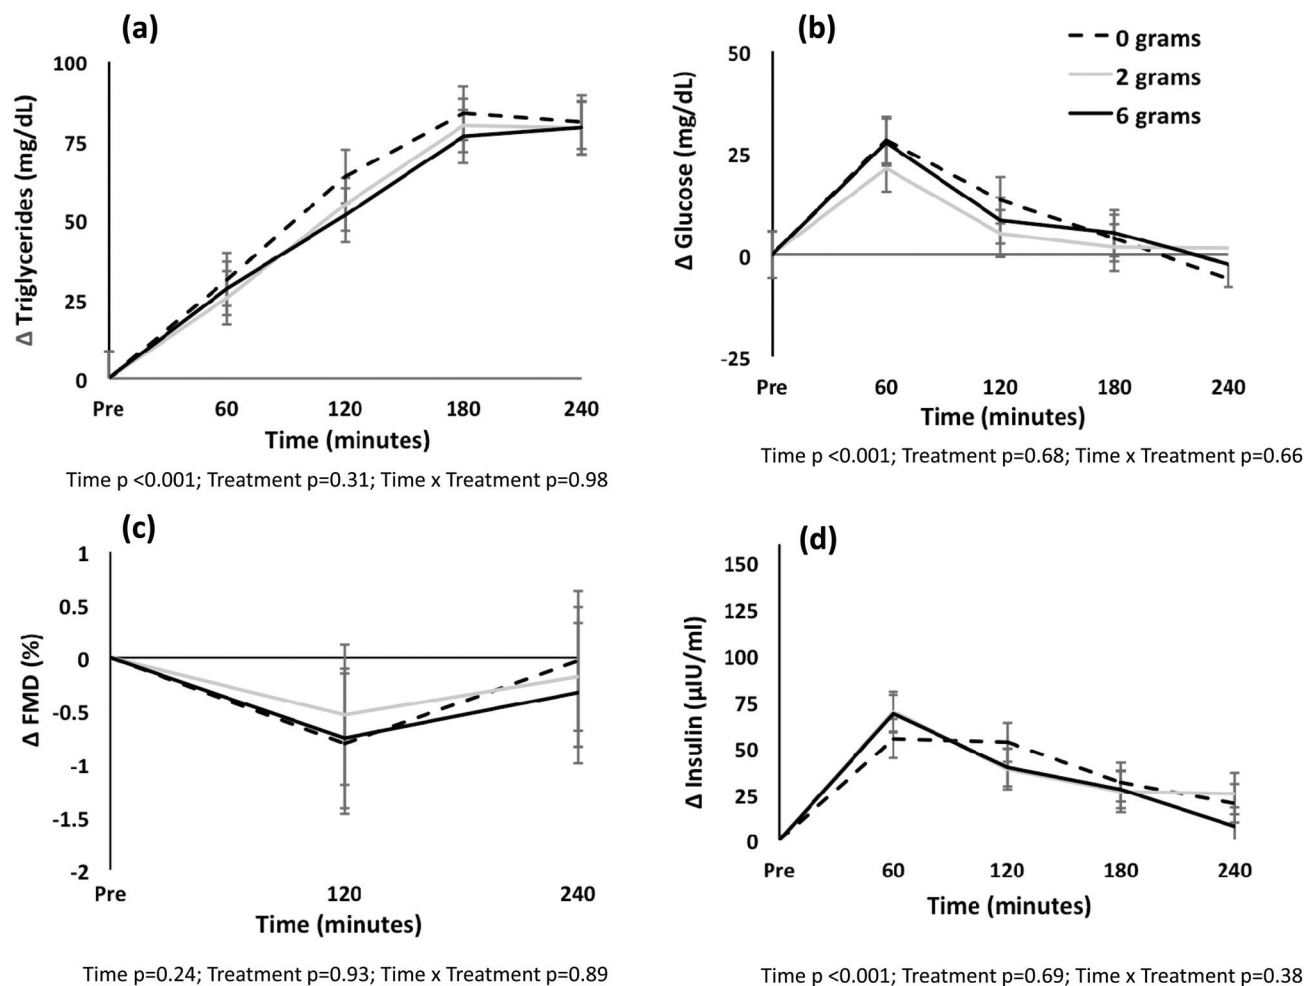 (a)
100
75
50
25
0
Δ Triglycerides (mg/dL)
Pre 60 120 180 240
Time (minutes)
Time p <0.001; Treatment p=0.31; Time x Treatment p=0.98
(b)
0 grams
2 grams
6 grams
50
25
0
-25
Δ Glucose (mg/dL)
Pre 60 120 180 240
Time (minutes)
Time p <0.001; Treatment p=0.68; Time x Treatment p=0.66
(c)
1
0.5
0
-0.5
-1
-1.5
-2
Δ FMD (%)
Pre 120 240
Time (minutes)
Time p=0.24; Treatment p=0.93; Time x Treatment p=0.89
(d)
150
125
100
75
50
25
0
Δ Insulin (μIU/ml)
Pre 60 120 180 240
Time (minutes)
Time p <0.001; Treatment p=0.69; Time x Treatment p=0.38